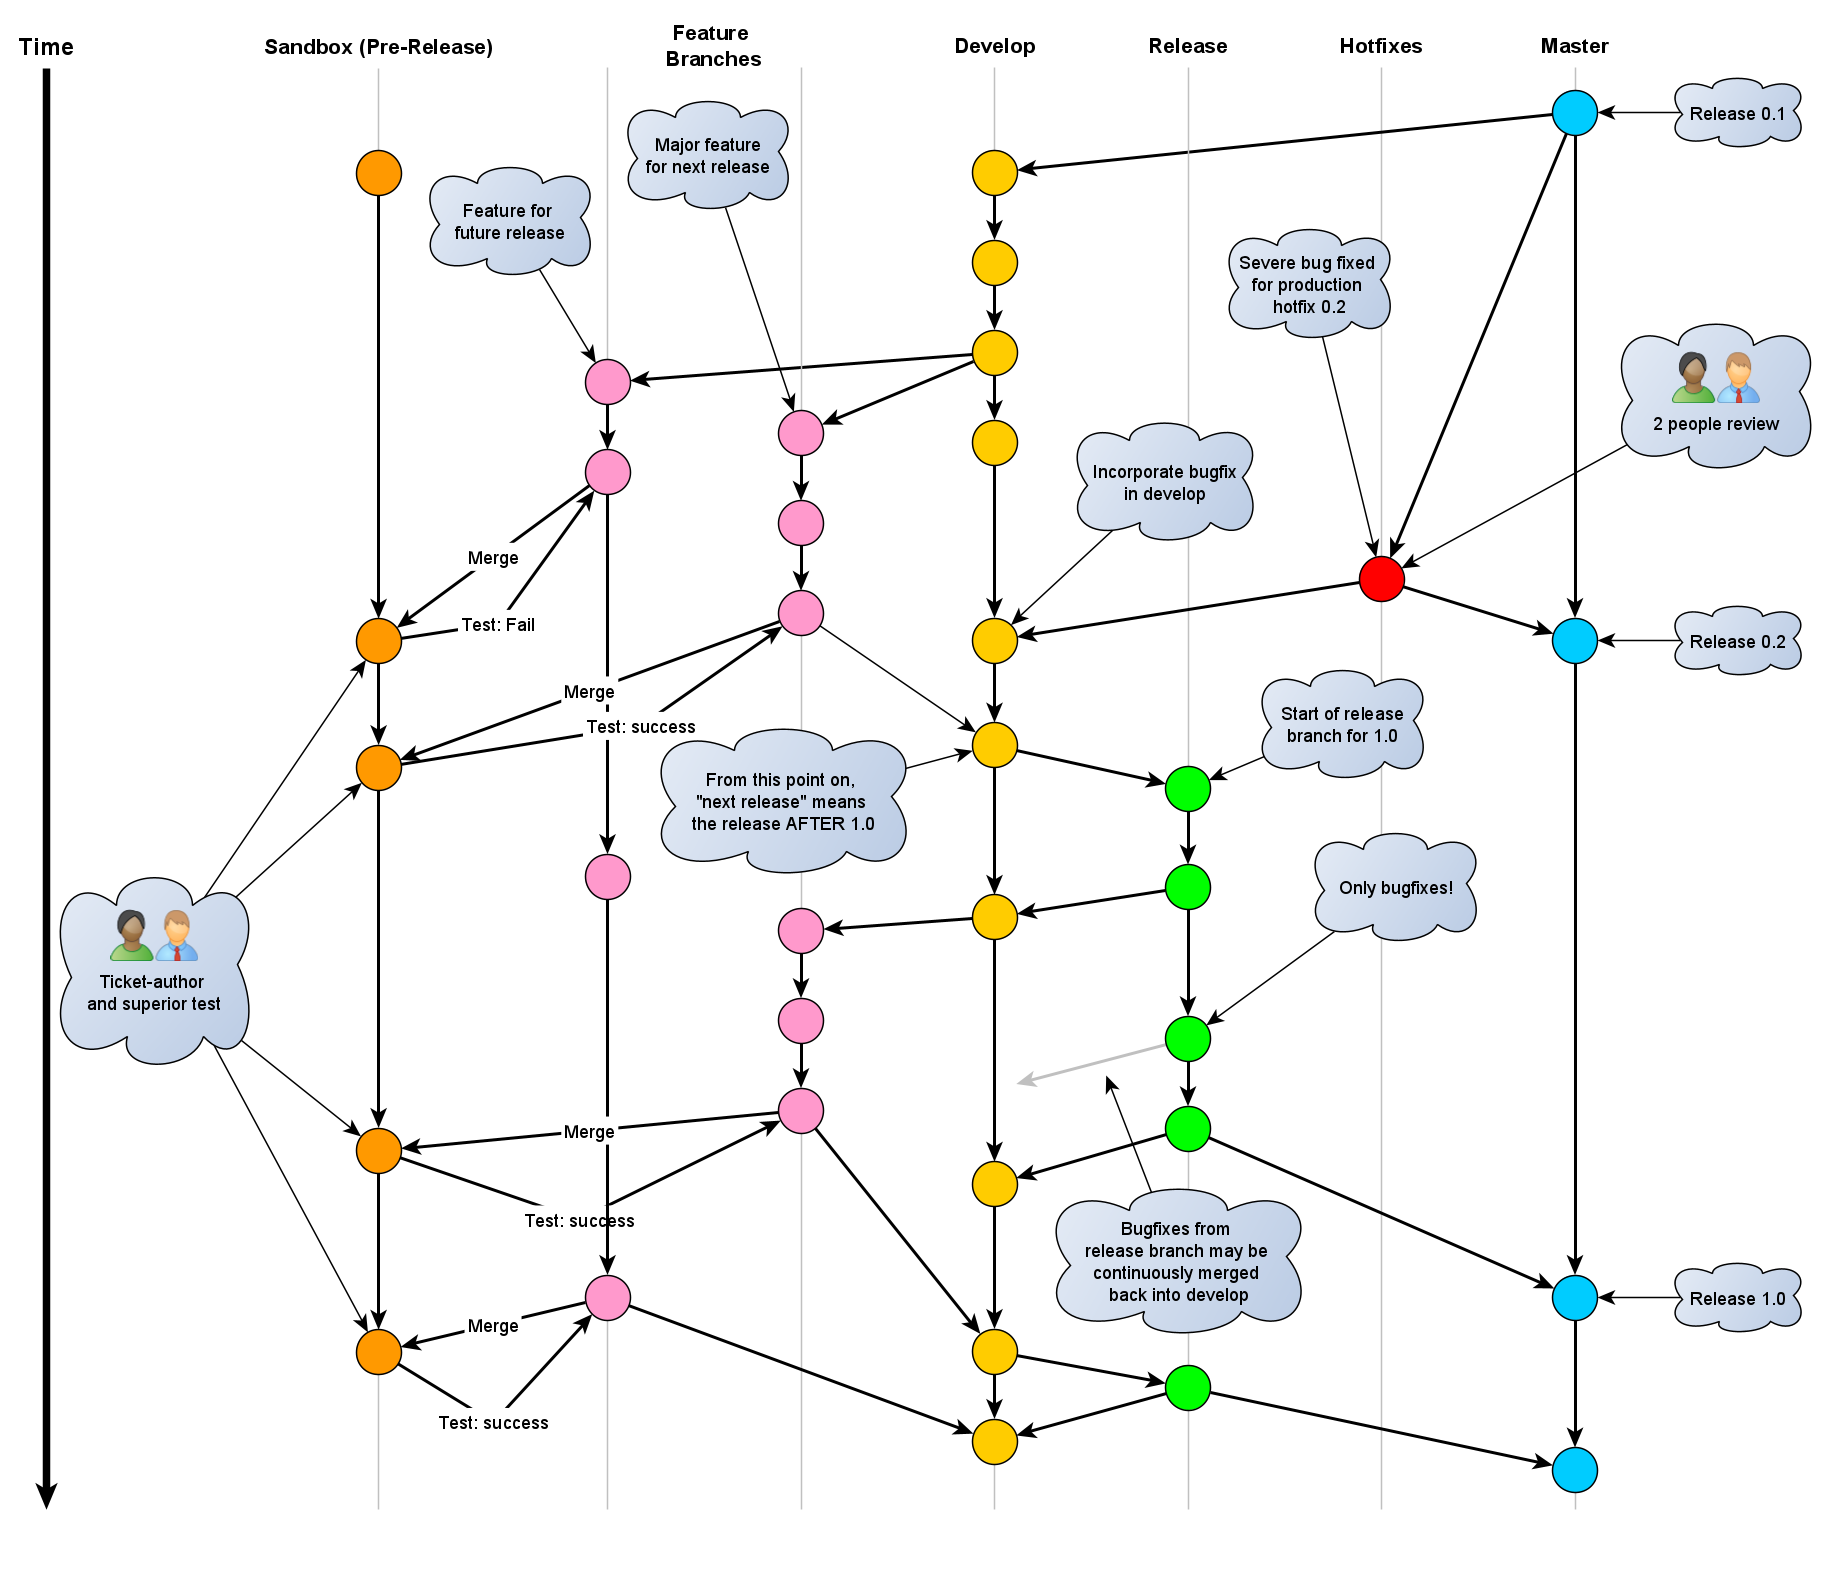 Time
Sandbox (Pre-Release)
Feature
Branches
Develop
Release
Hotfixes
Master
Release 0.1
Major feature
for next release
Feature for
future release
Severe bug fixed
for production
hotfix 0.2
2 people review
Incorporate bugfix
in develop
Merge
Test: Fail
Release 0.2
Merge
Test: success
Start of release
branch for 1.0
From this point on,
"next release" means
the release AFTER 1.0
Only bugfixes!
Ticket-author
and superior test
Merge
Test: success
Bugfixes from
release branch may be
continuously merged
back into develop
Release 1.0
Merge
Test: success